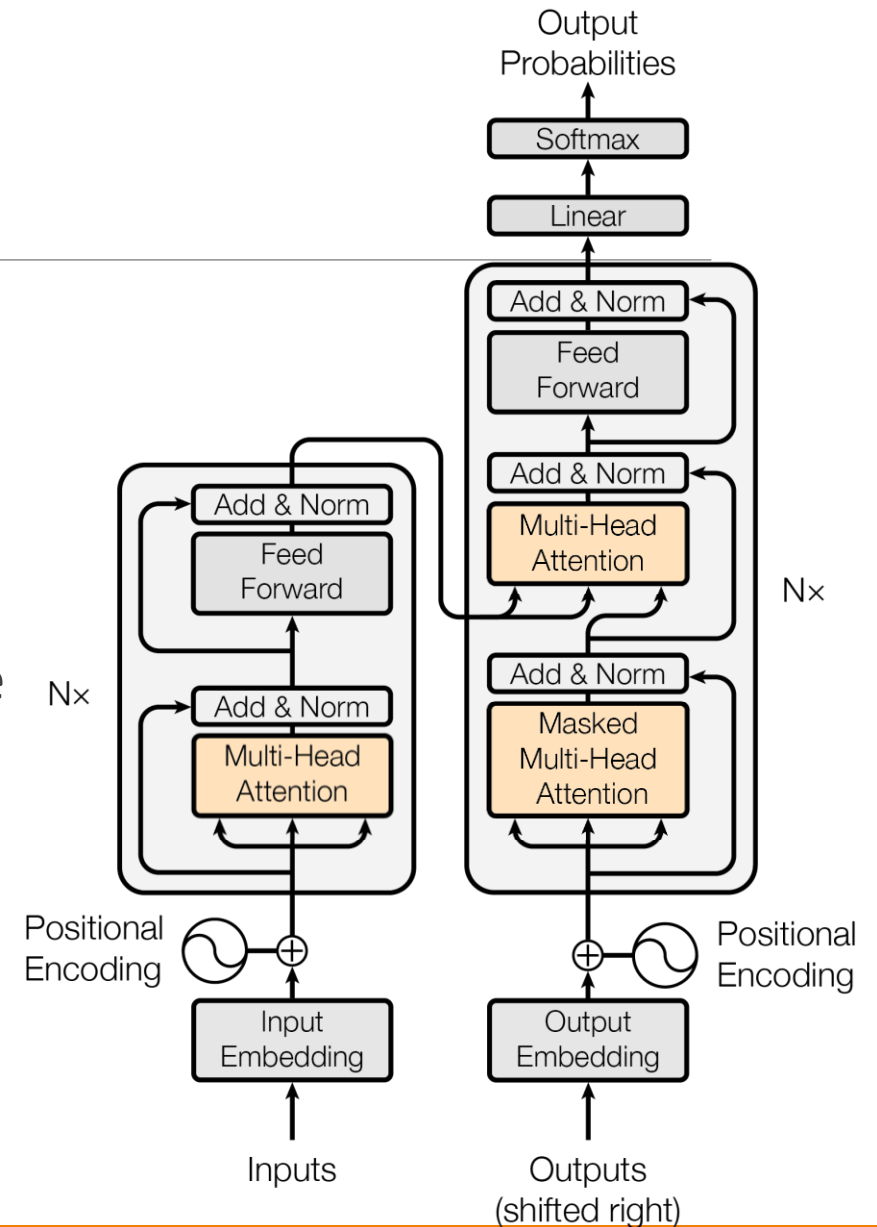 Output
Probabilities
Softmax
Linear
Add & Norm
Feed
Forward
Add & Norm
Multi-Head
Attention
Add & Norm
Masked
Multi-Head
Attention
N×
Add & Norm
Feed
Forward
Add & Norm
Multi-Head
Attention
N×
e
Positional
Encoding
Positional
Encoding
Input
Embedding
Output
Embedding
Inputs
Outputs
(shifted right)